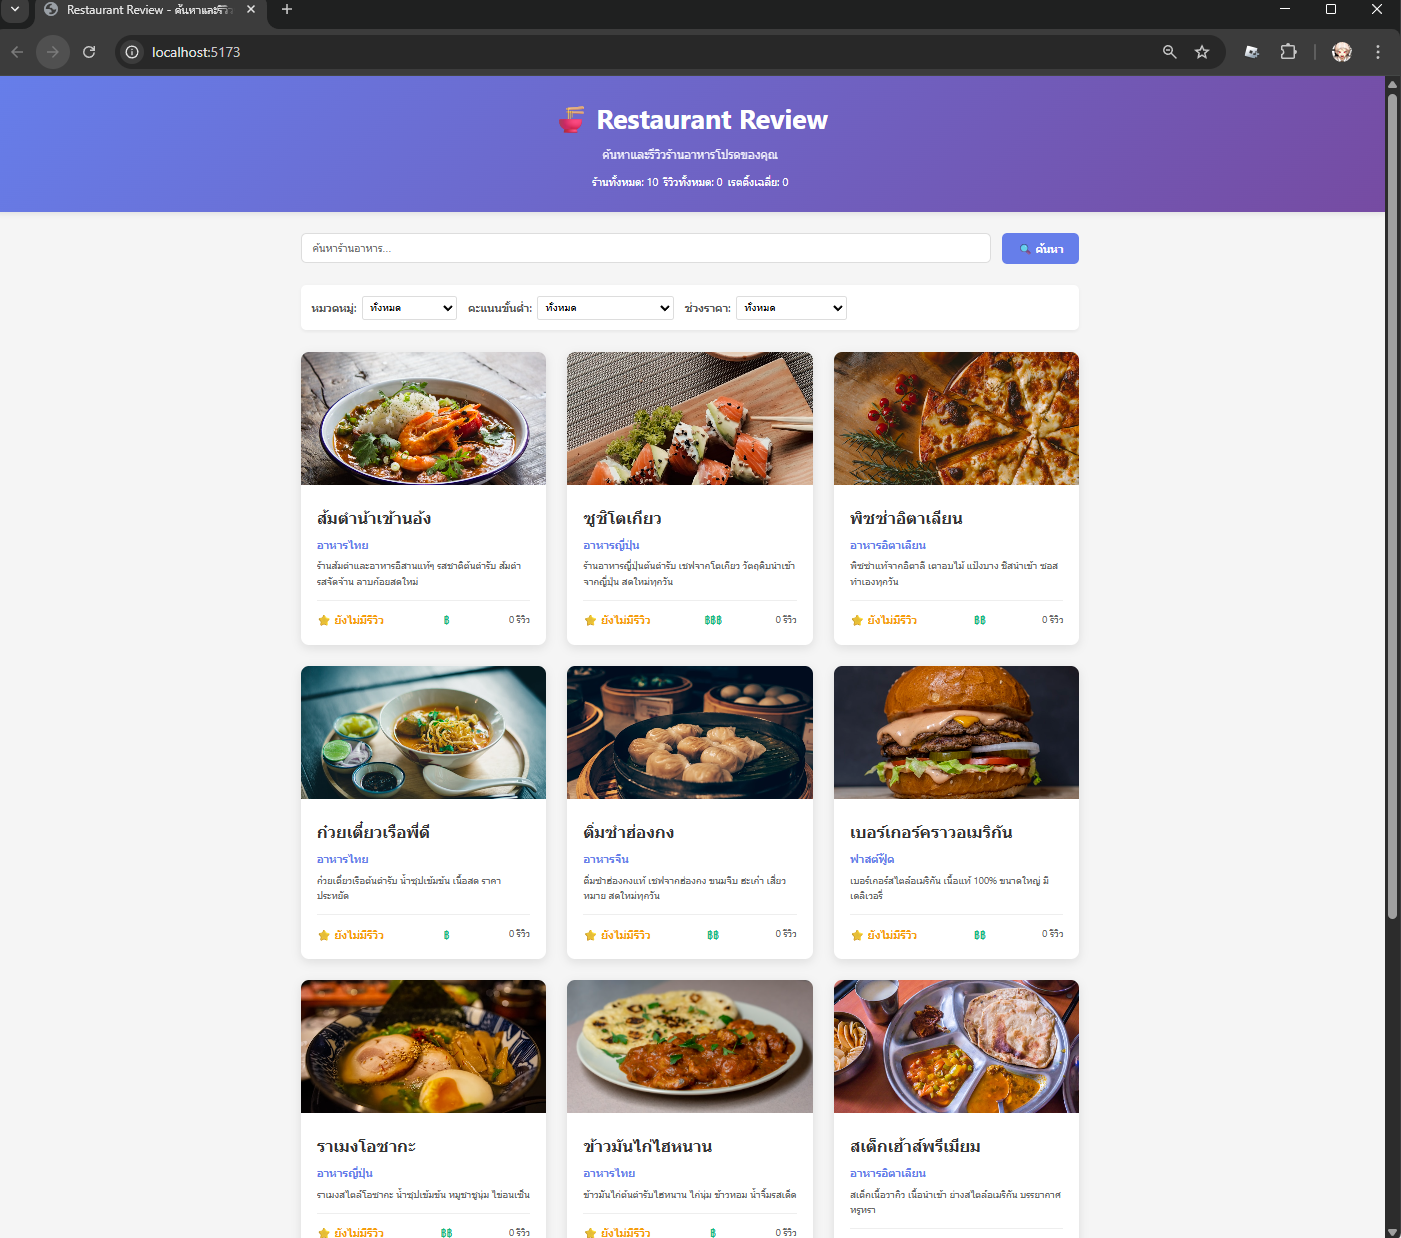 Restaurant Review - ค้นหาและรีวิว
localhost:5173
Restaurant Review
ค้นหาและรีวิวร้านอาหารโปรดของคุณ
ร้านทั้งหมด: 10 รีวิวทั้งหมด: 0 เรตติ้งเฉลี่ย: 0
ค้นหาร้านอาหาร...
ค้นหา
หมวดหมู่: ทั้งหมด คะแนนขั้นต่ำ: ทั้งหมด ช่วงราคา: ทั้งหมด
ส้มตำน้าเข้านอ้ง
อาหารไทย
ร้านส้มตำและอาหารอีสานแท้ๆ รสชาติต้นตำรับ ส้มตำ
รสจัดจ้าน ลาบก้อยสดใหม่
ยังไม่มีรีวิว ฿ 0 รีวิว
ซูชิโตเกียว
อาหารญี่ปุ่น
ร้านอาหารญี่ปุ่นต้นตำรับ เชฟจากโตเกียว วัตถุดิบนำเข้า
จากญี่ปุ่น สดใหม่ทุกวัน
ยังไม่มีรีวิว ฿฿฿ 0 รีวิว
พิซซ่าอิตาเลียน
อาหารอิตาเลียน
พิซซ่าแท้จากอิตาลี เตาอบไม้ แป้งบาง ชีสนำเข้า ซอส
ทำเองทุกวัน
ยังไม่มีรีวิว ฿฿ 0 รีวิว
ก๋วยเตี๋ยวเรือพี่ดี
อาหารไทย
ก๋วยเตี๋ยวเรือต้นตำรับ น้ำซุปเข้มข้น เนื้อสด ราคา
ประหยัด
ยังไม่มีรีวิว ฿ 0 รีวิว
ติ่มซำฮ่องกง
อาหารจีน
ติ่มซำฮ่องกงแท้ เชฟจากฮ่องกง ขนมจีบ ฮะเก๋า เสี่ยว
หมาย สดใหม่ทุกวัน
ยังไม่มีรีวิว ฿฿ 0 รีวิว
เบอร์เกอร์คราวอเมริกัน
ฟาสต์ฟู้ด
เบอร์เกอร์สไตล์อเมริกัน เนื้อแท้ 100% ขนาดใหญ่ มี
เดลิเวอรี่
ยังไม่มีรีวิว ฿฿ 0 รีวิว
ราเมงโอซากะ
อาหารญี่ปุ่น
ราเมงสไตล์โอซากะ น้ำซุปเข้มข้น หมูชาชูนุ่ม ไข่ออนเซ็น
ยังไม่มีรีวิว ฿฿ 0 รีวิว
ข้าวมันไก่ไฮหนาน
อาหารไทย
ข้าวมันไก่ต้นตำรับไฮหนาน ไก่นุ่ม ข้าวหอม น้ำจิ้มรสเด็ด
ยังไม่มีรีวิว ฿ 0 รีวิว
สเต็กเฮ้าส์พรีเมียม
อาหารอิตาเลียน
สเต็กเนื้อวากิว เนื้อนำเข้า ย่างสไตล์อเมริกัน บรรยากาศ
หรูหรา